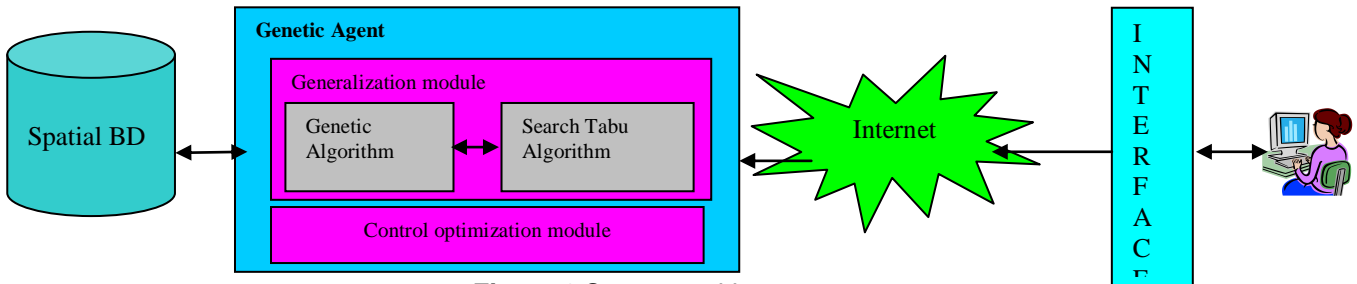 Genetic Agent
Generalization module
Genetic
Algorithm
Search Tabu
Algorithm
Control optimization module
Spatial BD
Internet
I
N
T
E
R
F
A
C
E